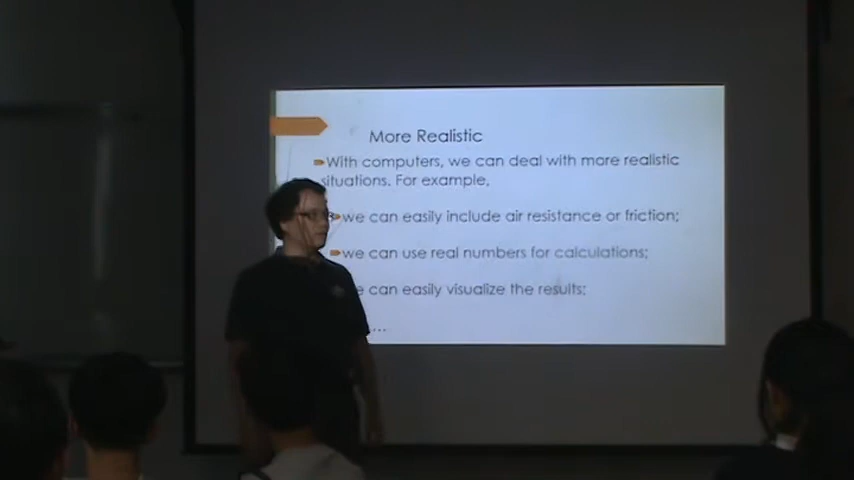 More Realistic
With computers, we can deal with more realistic
situations. For example,
we can easily include air resistance or friction;
we can use real numbers for calculations;
can easily visualize the results;
...